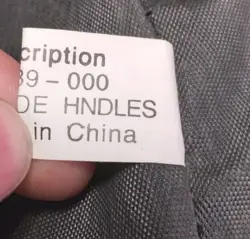 cription
39-000
DE HNDLES
in China